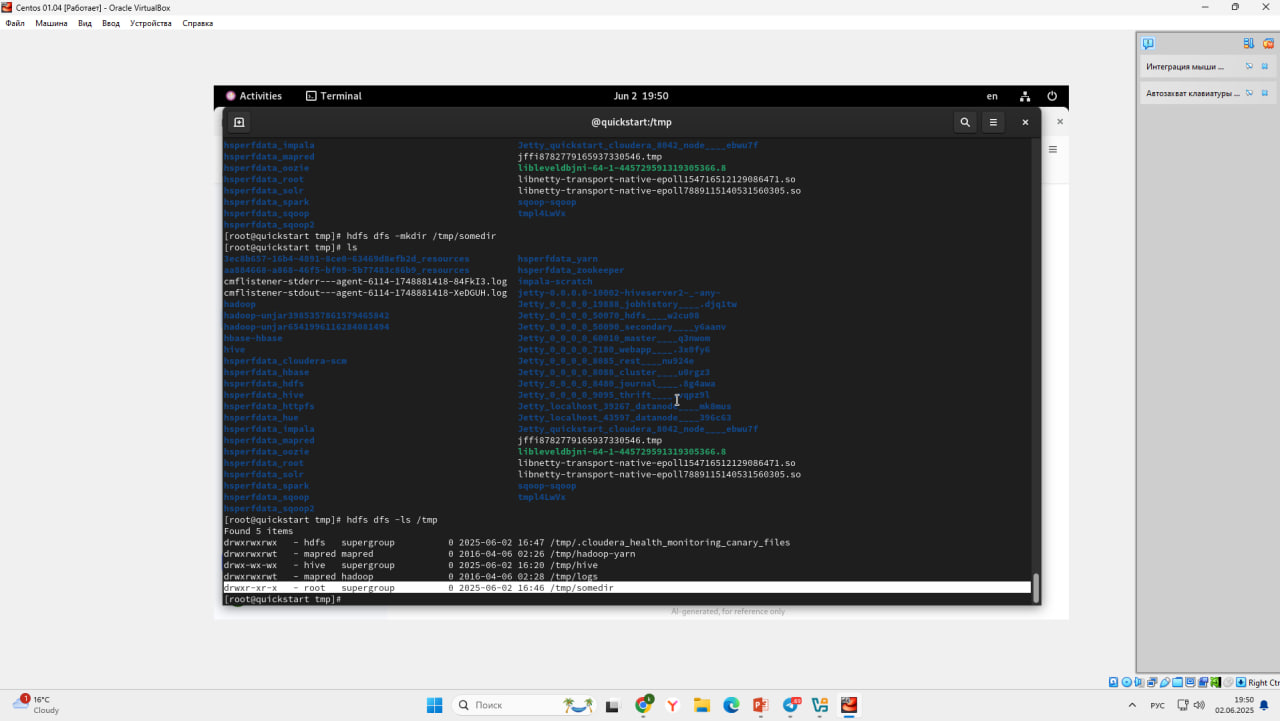 Centos 01.04 [Работает] - Oracle VirtualBox
Файл Машина Вид Ввод Устройства Справка
Интеграция мыши ...
Автозахват клавиатуры ...
Activities Terminal Jun 2 19:50 en
@quickstart:/tmp
hsperfdata_impala Jetty_quickstart_cloudera_8042_node____ebwu7f
hsperfdata_mapred jffi8782779165937330546.tmp
hsperfdata_oozie libleveldbjni-64-1-445729591319305366.8
hsperfdata_root libnetty-transport-native-epoll1547165121290​86471.so
hsperfdata_solr libnetty-transport-native-epoll7889115140531560305.so
hsperfdata_spark sqoop-sqoop
hsperfdata_sqoop tmpl4LwVx
hsperfdata_sqoop2
[root@quickstart tmp]# hdfs dfs -mkdir /tmp/somedir
[root@quickstart tmp]# ls
3ec8b657-16b4-4091-8ce0-63469d8efb2d_resources hsperfdata_yarn
aa884660-a868-46f5-bf09-5b77483c86b9_resources hsperfdata_zookeeper
cmflistener-stderr---agent-6114-1748881418-84FkI3.log impala-scratch
cmflistener-stdout---agent-6114-1748881418-XeDGUH.log jetty-0.0.0.0-10002-hiveserver2-_-any-
hadoop Jetty_0_0_0_0_19888_jobhistory____.djq1tw
hadoop-unjar3985357861579465842 Jetty_0_0_0_0_50070_hdfs____w2cu08
hadoop-unjar6541996116284081494 Jetty_0_0_0_0_50090_secondary____y6aanv
hbase-hbase Jetty_0_0_0_0_60010_master____q3nwom
hive Jetty_0_0_0_0_7180_webapp____.3z0fy6
hsperfdata_cloudera-scm Jetty_0_0_0_0_8085_rest____nu924e
hsperfdata_hbase Jetty_0_0_0_0_8088_cluster____u0rgz3
hsperfdata_hdfs Jetty_0_0_0_0_8480_journal____.8g4awa
hsperfdata_hive
hsperfdata_httpfs Jetty_localhost_39267_datanode____mk0mus
hsperfdata_hue Jetty_localhost_43597_datanode____396c63
hsperfdata_impala Jetty_quickstart_cloudera_8042_node____ebwu7f
hsperfdata_mapred jffi8782779165937330546.tmp
hsperfdata_oozie libleveldbjni-64-1-445729591319305366.8
hsperfdata_root libnetty-transport-native-epoll154716512129086471.so
hsperfdata_solr libnetty-transport-native-epoll7889115140531560305.so
hsperfdata_spark sqoop-sqoop
hsperfdata_sqoop tmpl4LwVx
hsperfdata_sqoop2
[root@quickstart tmp]# hdfs dfs -ls /tmp
Found 5 items
drwxrwxrwx - hdfs supergroup 0 2025-06-02 16:47 /tmp/.cloudera_health_monitoring_canary_files
drwxrwxrwt - mapred mapred 0 2016-04-06 02:26 /tmp/hadoop-yarn
drwx-wx-wx - hive supergroup 0 2025-06-02 16:20 /tmp/hive
drwxrwxrwt - mapred hadoop 0 2016-04-06 02:28 /tmp/logs
drwxr-xr-x - root supergroup 0 2025-06-02 16:46 /tmp/somedir
[root@quickstart tmp]#
AI-generated, for reference only
Right Ctrl
16°C
Cloudy
Поиск
РУС
19:50
02.06.2025